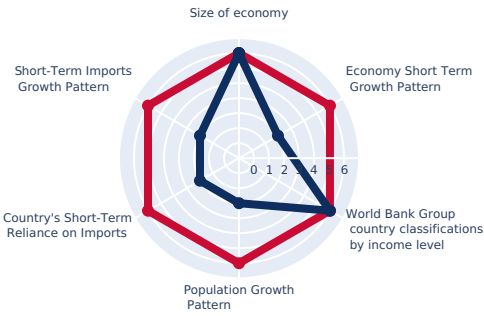 Size of economy
Short-Term Imports
Growth Pattern
Economy Short Term
Growth Pattern
0 1 2 3 4 5 6
Country's Short-Term
Reliance on Imports
World Bank Group
country classifications
by income level
Population Growth
Pattern